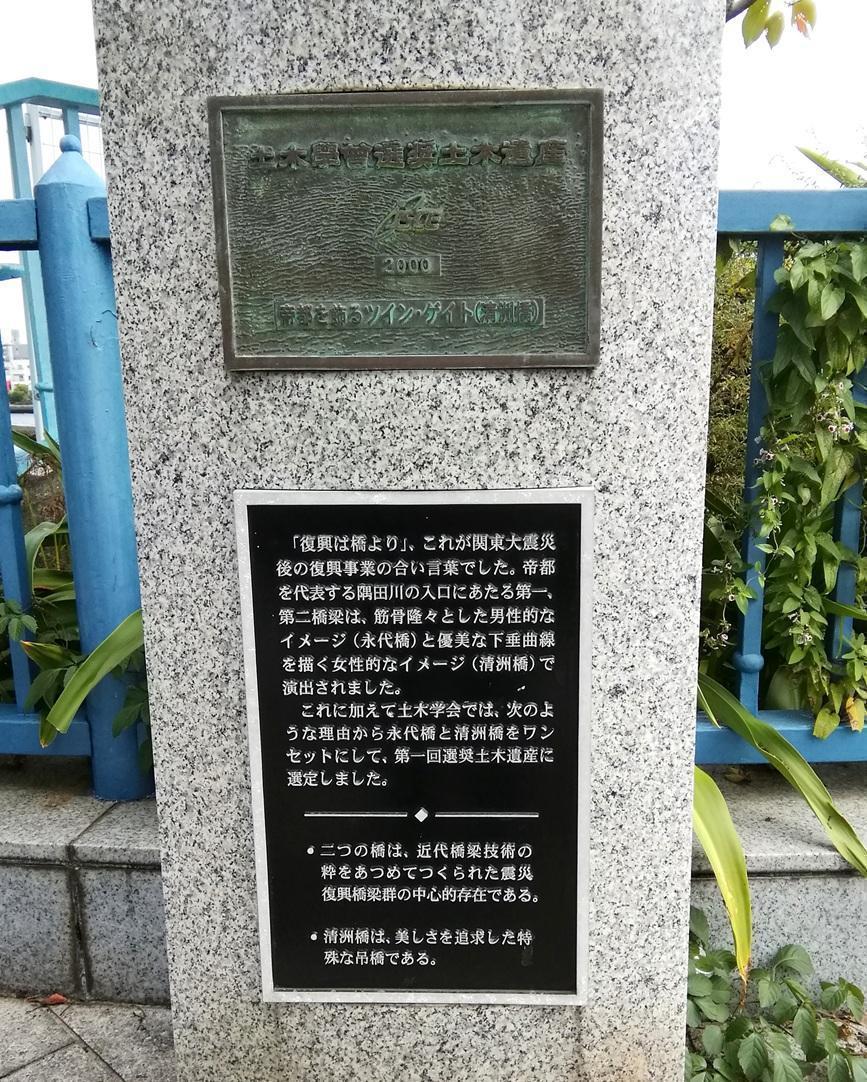 土木學會選奨土木遺産
JSCE
2000
帝都を飾るツイン・ゲイト(清洲橋)
「復興は橋より」、これが関東大震災
後の復興事業の合い言葉でした。帝都
を代表する隅田川の入口にあたる第一、
第二橋梁は、筋骨隆々とした男性的な
イメージ（永代橋）と優美な下垂曲線
を描く女性的なイメージ（清洲橋）で
演出されました。
これに加えて土木学会では、次のよ
うな理由から永代橋と清洲橋をワン
セットにして、第一回選奨土木遺産に
選定しました。
• 二つの橋は、近代橋梁技術の
粋をあつめてつくられた震災
復興橋梁群の中心的存在である。
• 清洲橋は、美しさを追求した特
殊な吊橋である。